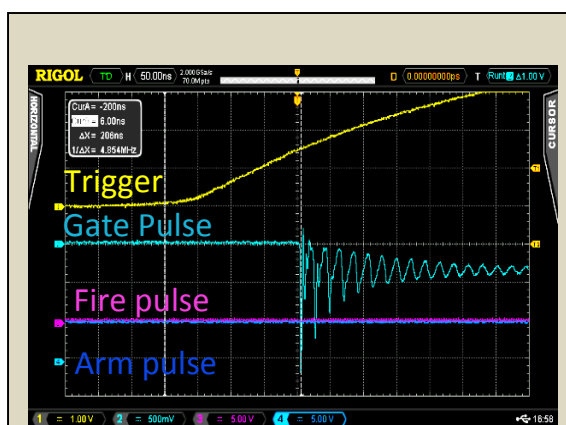 RIGOL T'D H 50.00ns 2.000GSa/s 70.0Mpts D 0.00000000ps T Runt 2 Δ1.00 V
HORIZONTAL
CURSOR
CurA= -200ns
6.00ns
ΔX= 206ns
1/ΔX= 4.854MHz
Trigger
Gate Pulse
Fire pulse
Arm pulse
1 = 1.00 V 2 = 500mV 3 = 5.00 V 4 = 5.00 V 16:58